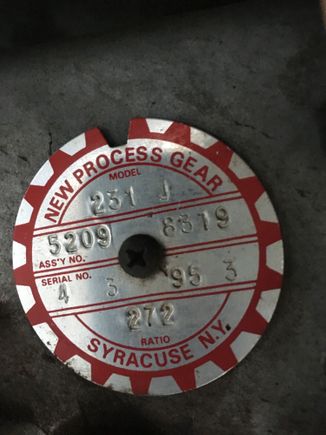 NEW PROCESS GEAR
MODEL
231 J
5209 8319
ASS'Y NO.
SERIAL NO.
4 3 95 3
272
RATIO
SYRACUSE N.Y.